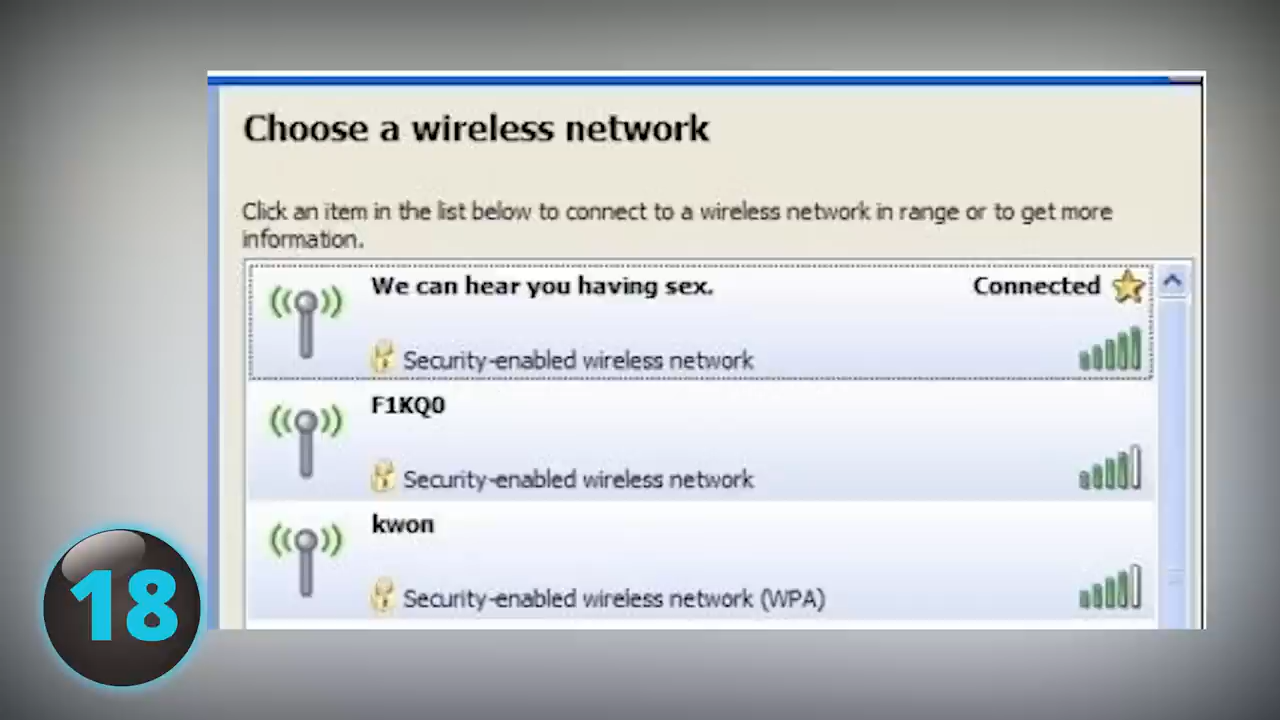 Choose a wireless network
Click an item in the list below to connect to a wireless network in range or to get more
information.
We can hear you having sex.
Connected
Security-enabled wireless network
F1KQ0
Security-enabled wireless network
kwon
Security-enabled wireless network (WPA)
18